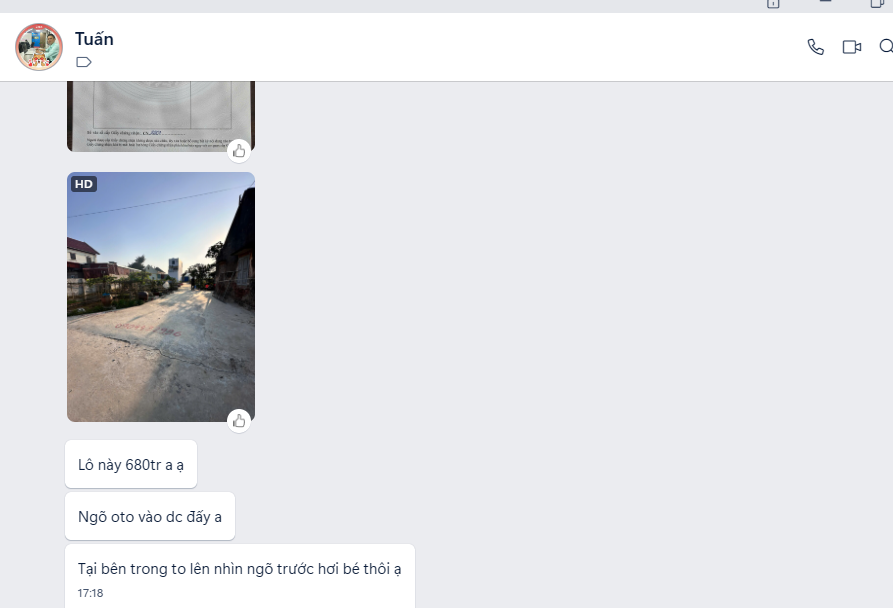 Tuấn
HD
Lô này 680tr a ạ
Ngõ oto vào dc đấy a
Tại bên trong to lên nhìn ngõ trước hơi bé thôi ạ
17:18